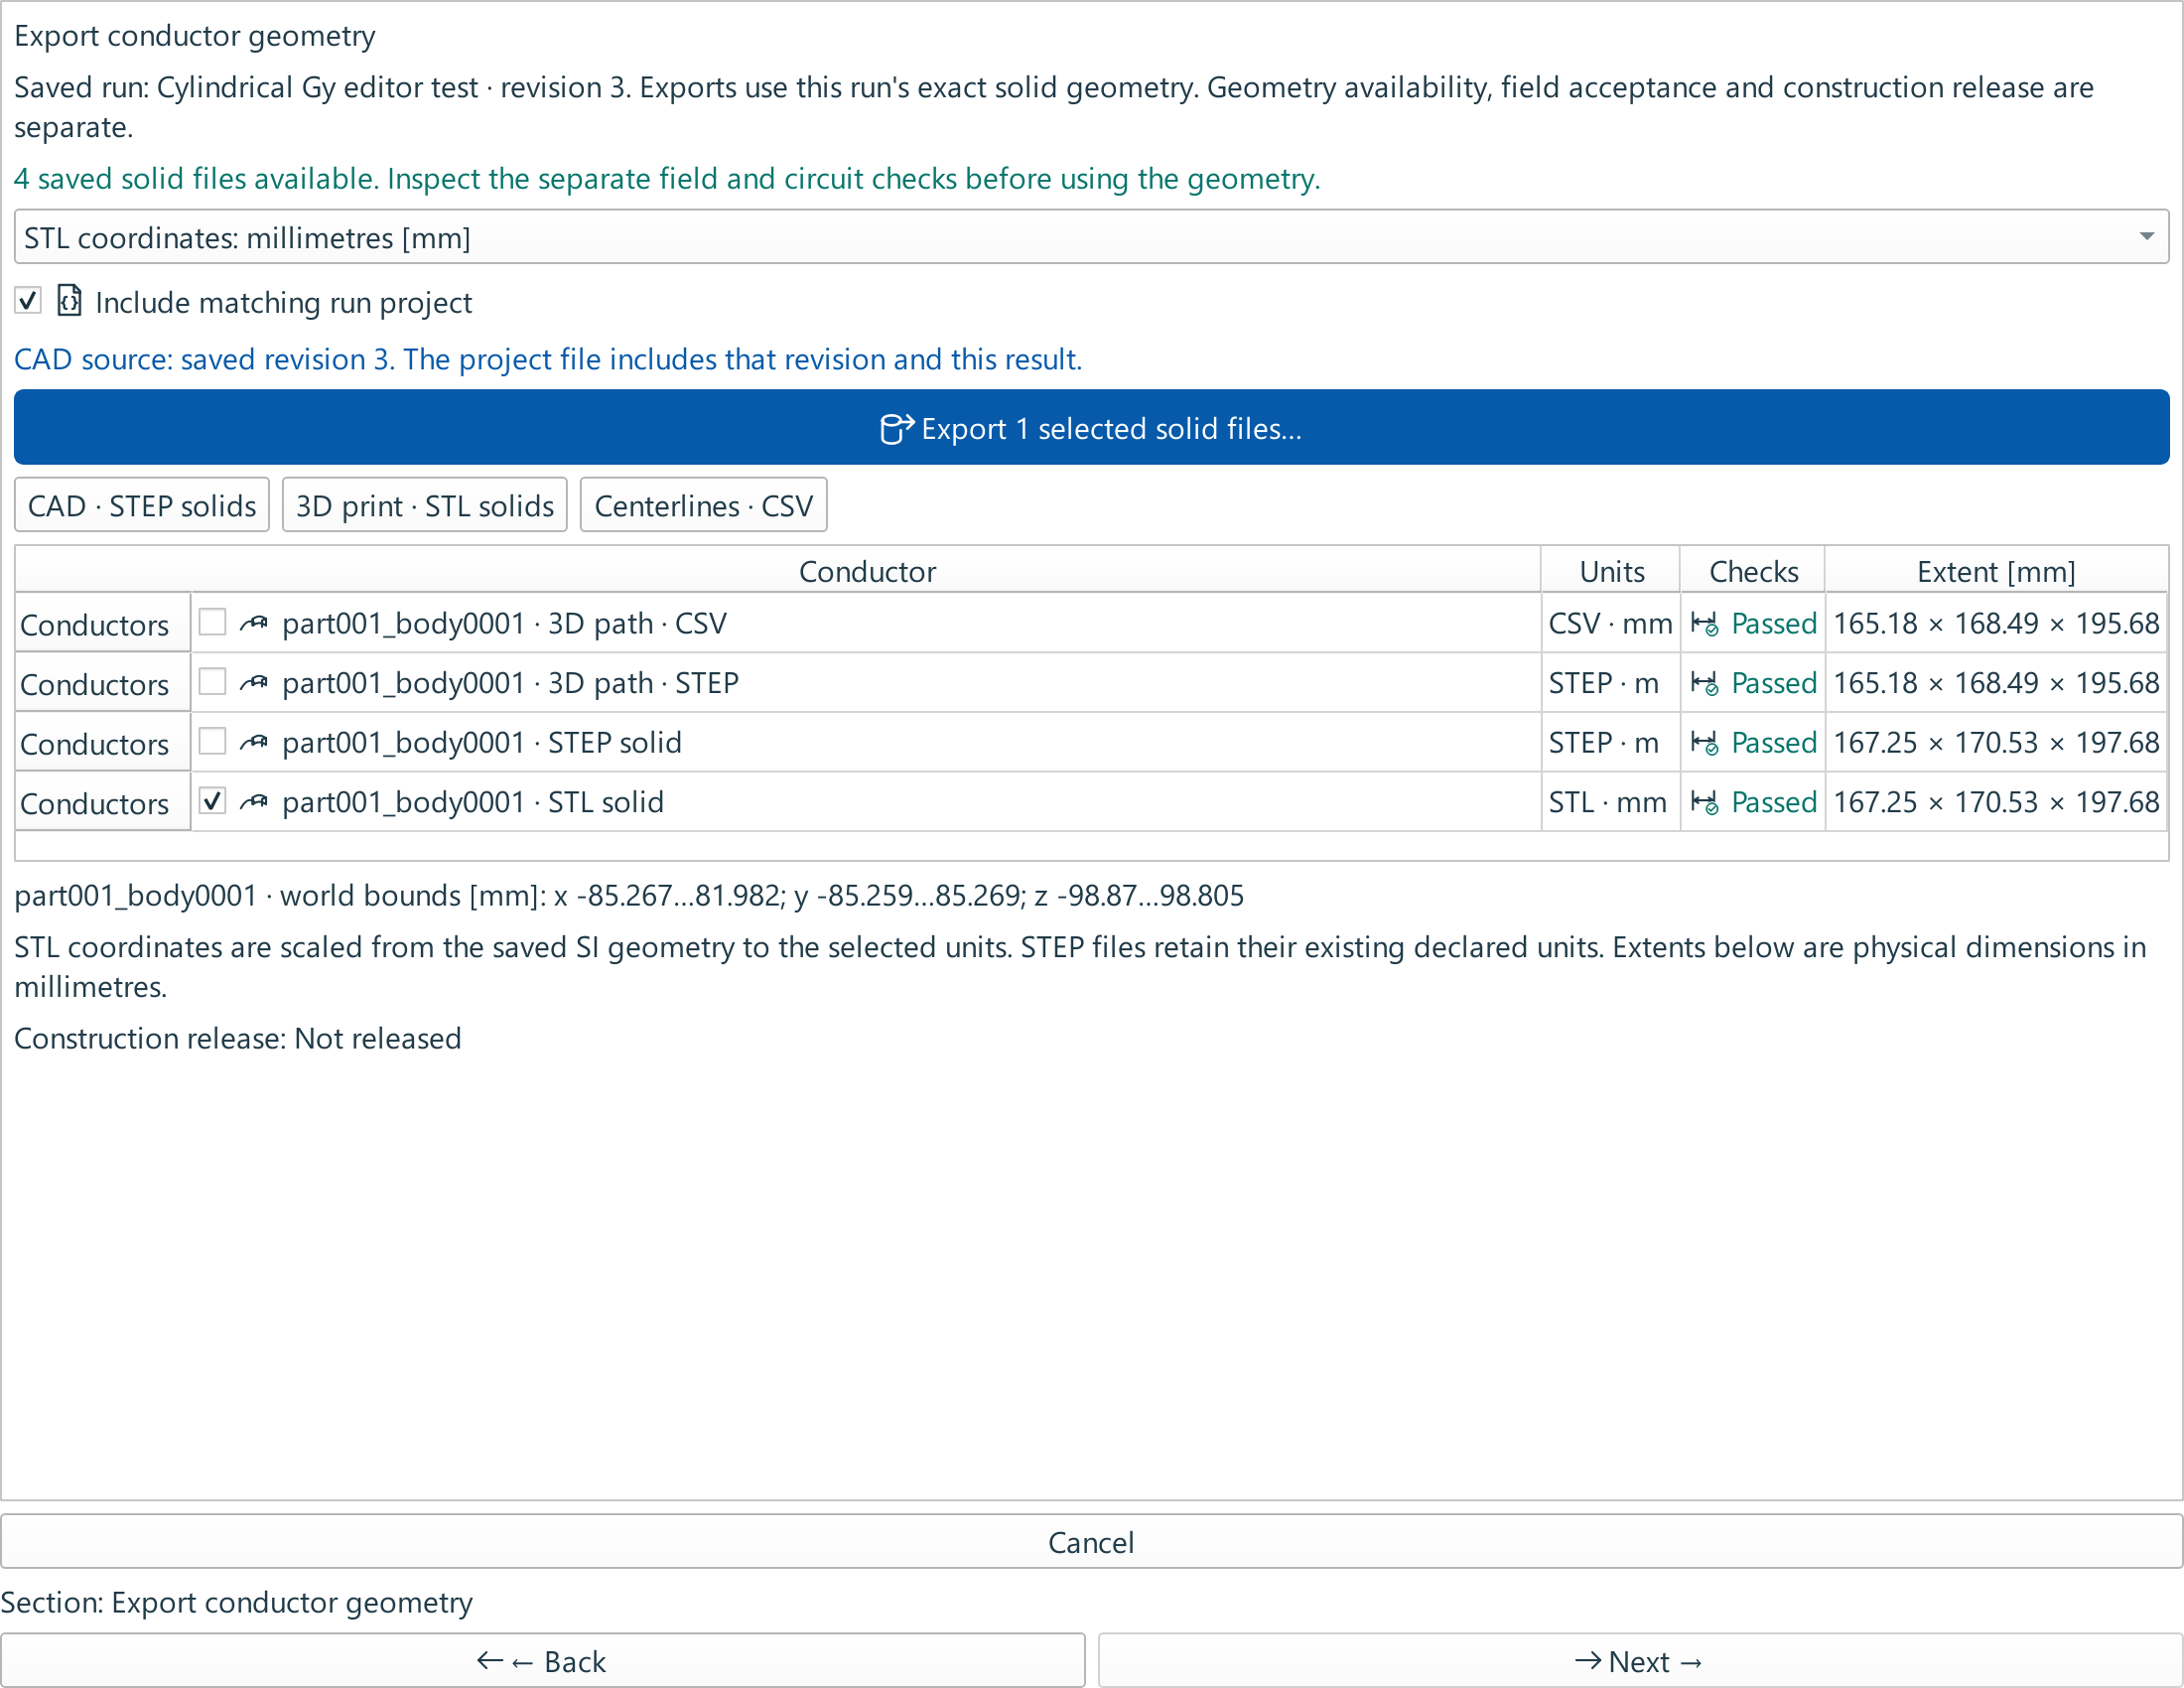 Export conductor geometry
Saved run: Cylindrical Gy editor test · revision 3. Exports use this run's exact solid geometry. Geometry availability, field acceptance and construction release are
separate.
4 saved solid files available. Inspect the separate field and circuit checks before using the geometry.
STL coordinates: millimetres [mm]
Include matching run project
CAD source: saved revision 3. The project file includes that revision and this result.
Export 1 selected solid files...
CAD · STEP solids 3D print · STL solids Centerlines · CSV
Conductor Units Checks Extent [mm]
Conductors part001_body0001 · 3D path · CSV CSV · mm Passed 165.18 × 168.49 × 195.68
Conductors part001_body0001 · 3D path · STEP STEP · m Passed 165.18 × 168.49 × 195.68
Conductors part001_body0001 · STEP solid STEP · m Passed 167.25 × 170.53 × 197.68
Conductors part001_body0001 · STL solid STL · mm Passed 167.25 × 170.53 × 197.68
part001_body0001 · world bounds [mm]: x -85.267...81.982; y -85.259...85.269; z -98.87...98.805
STL coordinates are scaled from the saved SI geometry to the selected units. STEP files retain their existing declared units. Extents below are physical dimensions in
millimetres.
Construction release: Not released
Cancel
Section: Export conductor geometry
← Back Next →